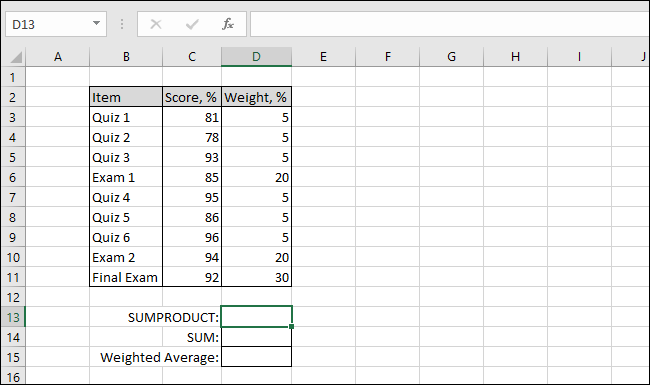 D13 fx
A B C D E F G H I J
1
2 Item Score, % Weight, %
3 Quiz 1 81 5
4 Quiz 2 78 5
5 Quiz 3 93 5
6 Exam 1 85 20
7 Quiz 4 95 5
8 Quiz 5 86 5
9 Quiz 6 96 5
10 Exam 2 94 20
11 Final Exam 92 30
12
13 SUMPRODUCT:
14 SUM:
15 Weighted Average:
16